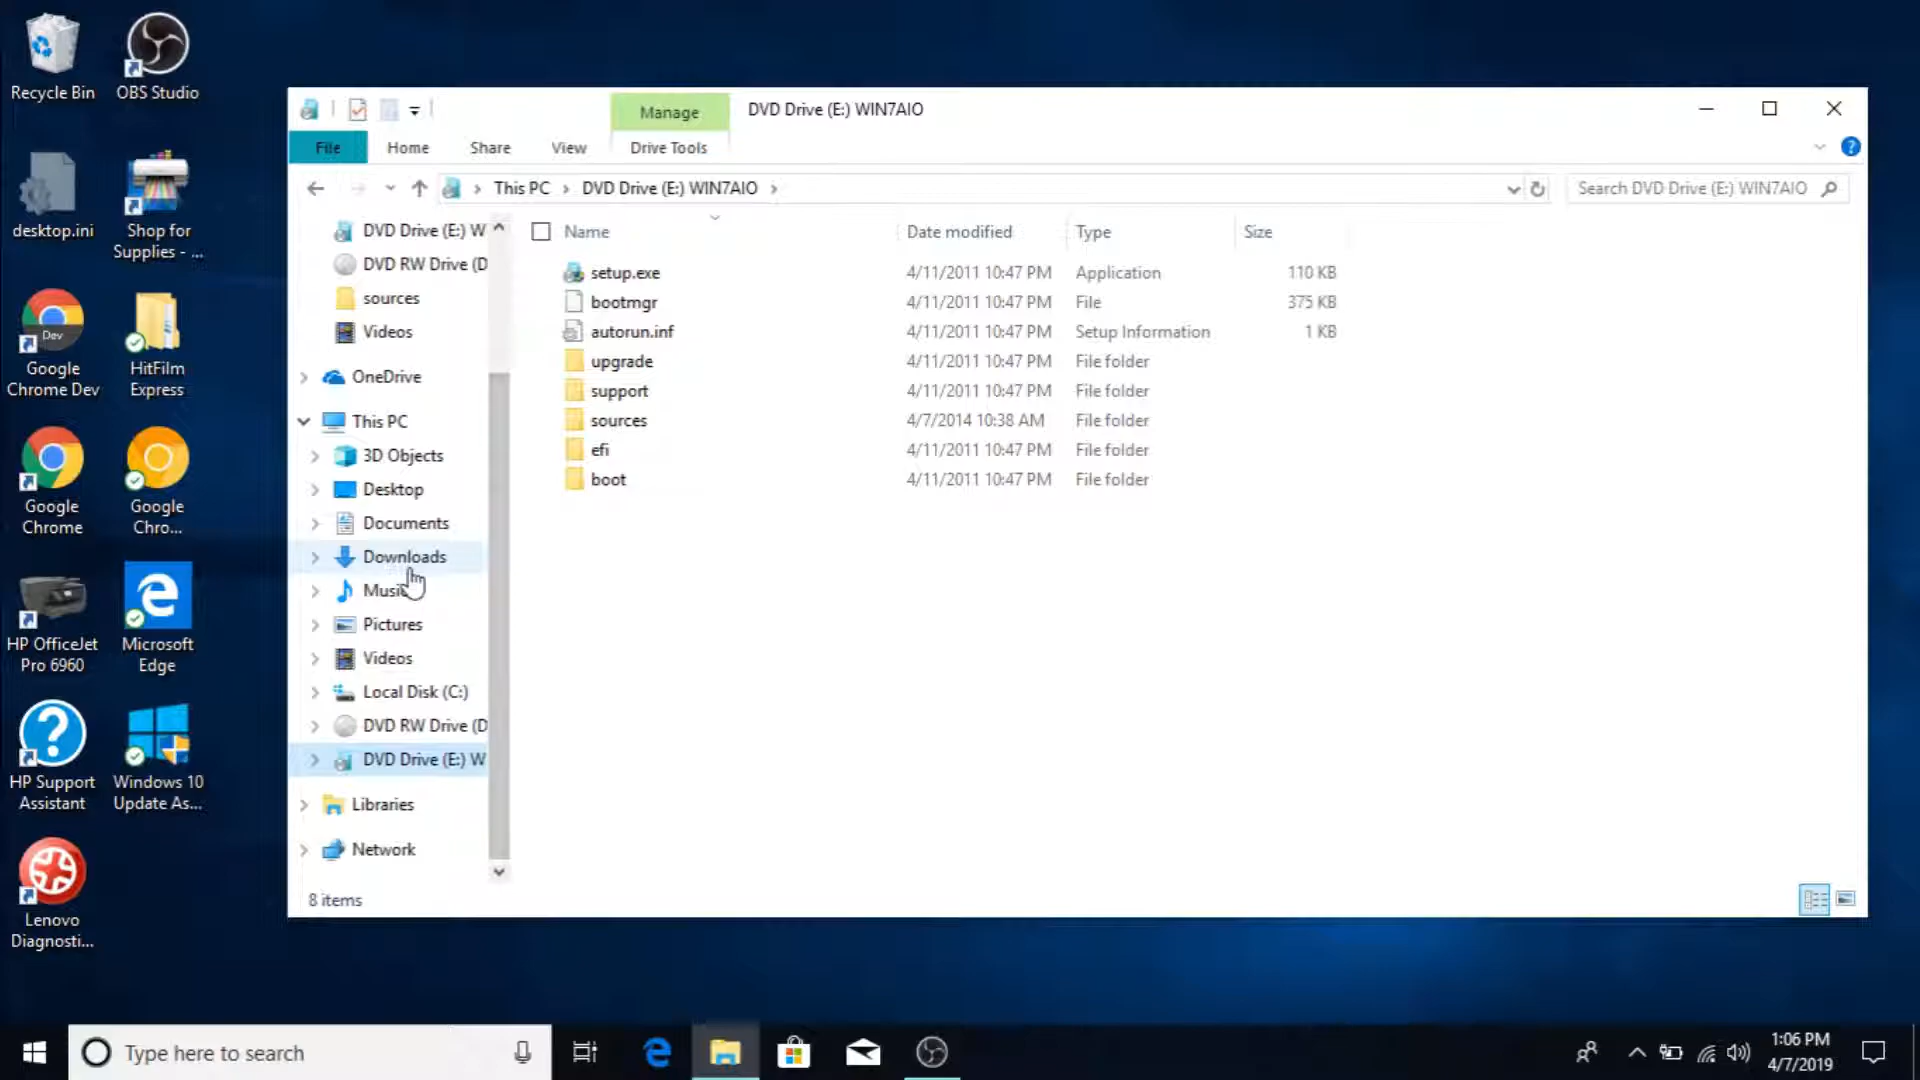 Recycle Bin
OBS Studio
desktop.ini
Shop for
Supplies - ...
Dev
Google
Chrome Dev
HitFilm
Express
Google
Chrome
Google
Chro...
HP OfficeJet
Pro 6960
Microsoft
Edge
HP Support
Assistant
Windows 10
Update As...
Lenovo
Diagnosti...
Manage
DVD Drive (E:) WIN7AIO
File
Home
Share
View
Drive Tools
This PC
DVD Drive (E:) WIN7AIO
Search DVD Drive (E:) WIN7AIO
DVD Drive (E:) W
DVD RW Drive (D
sources
Videos
OneDrive
This PC
3D Objects
Desktop
Documents
Downloads
Music
Pictures
Videos
Local Disk (C:)
DVD RW Drive (D
DVD Drive (E:) W
Libraries
Network
Name Date modified Type Size
setup.exe 4/11/2011 10:47 PM Application 110 KB
bootmgr 4/11/2011 10:47 PM File 375 KB
autorun.inf 4/11/2011 10:47 PM Setup Information 1 KB
upgrade 4/11/2011 10:47 PM File folder
support 4/11/2011 10:47 PM File folder
sources 4/7/2014 10:38 AM File folder
efi 4/11/2011 10:47 PM File folder
boot 4/11/2011 10:47 PM File folder
8 items
Type here to search
1:06 PM
4/7/2019